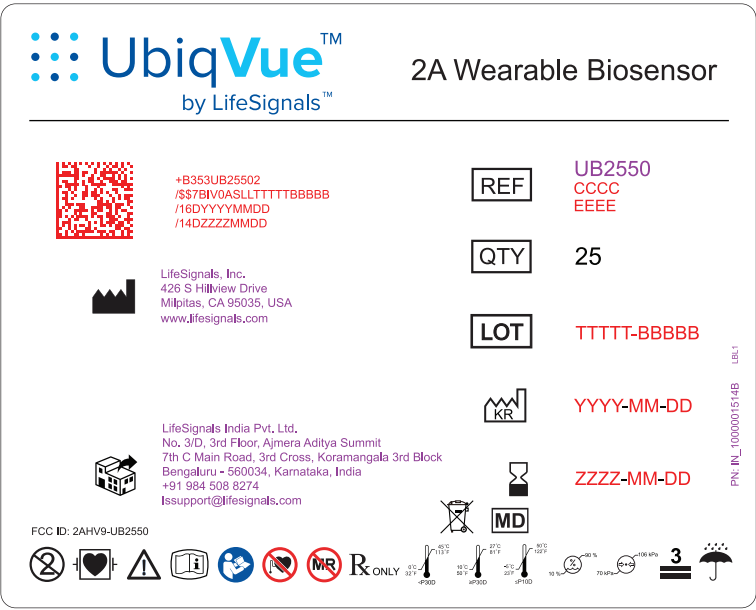 UbiqVue™
by LifeSignals™
2A Wearable Biosensor
+B353UB25502
/$$7BIV0ASLLTTTTTBBBBB
/16DYYYYMMDD
/14DZZZZMMDD
REF
UB2550
CCCC
EEEE
QTY
25
LifeSignals, Inc.
426 S Hillview Drive
Milpitas, CA 95035, USA
www.lifesignals.com
LOT
TTTTT-BBBBB
KR
YYYY-MM-DD
LifeSignals India Pvt. Ltd.
No. 3/D, 3rd Floor, Ajmera Aditya Summit
7th C Main Road, 3rd Cross, Koramangala 3rd Block
Bengaluru - 560034, Karnataka, India
+91 984 508 8274
lssupport@lifesignals.com
ZZZZ-MM-DD
PN: IN_1000001514B LBL1
MD
FCC ID: 2AHV9-UB2550
2
MR
Rx ONLY
45°C
113°F
0°C
32°F
<P30D
27°C
81°F
10°C
50°F
≥P30D
50°C
122°F
-5°C
23°F
≤P10D
90 %
10 %
106 kPa
70 kPa
3